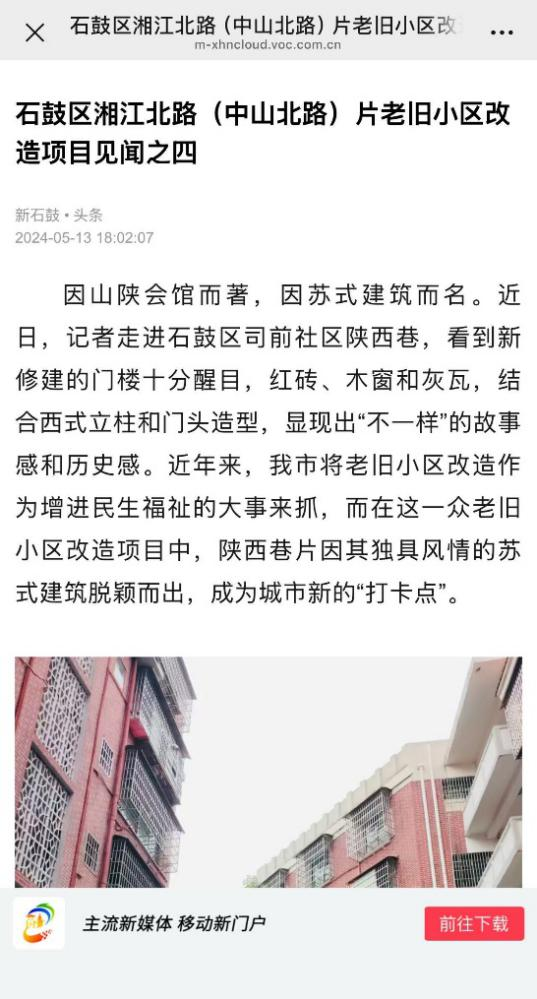 石鼓区湘江北路（中山北路）片老旧小区改
m-xhncloud.voc.com.cn
石鼓区湘江北路（中山北路）片老旧小区改
造项目见闻之四
新石鼓 • 头条
2024-05-13 18:02:07
因山陕会馆而著，因苏式建筑而名。近
日，记者走进石鼓区司前社区陕西巷，看到新
修建的门楼十分醒目，红砖、木窗和灰瓦，结
合西式立柱和门头造型，显现出“不一样”的故事
感和历史感。近年来，我市将老旧小区改造作
为增进民生福祉的大事来抓，而在这一众老旧
小区改造项目中，陕西巷片因其独具风情的苏
式建筑脱颖而出，成为城市新的“打卡点”。
主流新媒体 移动新门户
前往下载